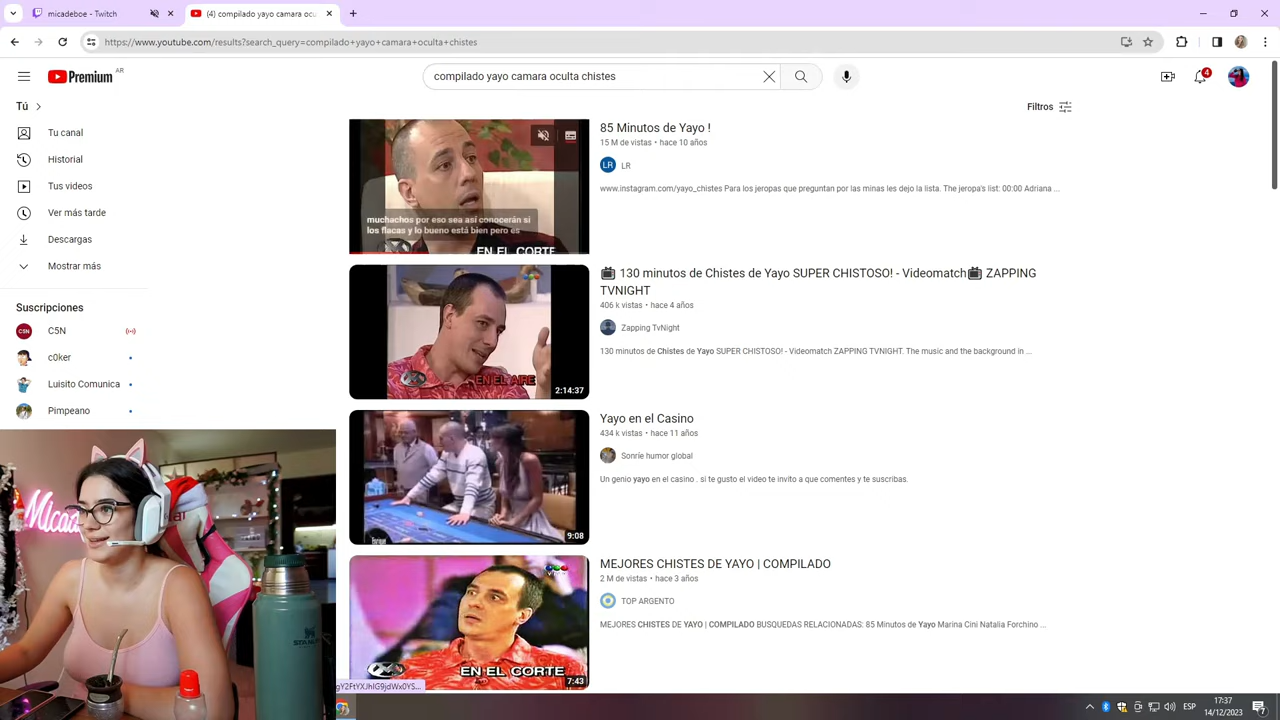 micaazoe - Twitch
(4) compilado yayo camara ocu
https://www.youtube.com/results?search_query=compilado+yayo+camara+oculta+chistes
Premium AR
compilado yayo camara oculta chistes
4
Tú
Filtros
Tu canal
Historial
Tus videos
Ver más tarde
Descargas
Mostrar más
Suscripciones
C5N
C5N
c0ker
Luisito Comunica
Pimpeano
muchachos por eso sea así conocerán si
los flacas y lo bueno está bien pero es
EN EL CORTE
85 Minutos de Yayo !
15 M de vistas • hace 10 años
LR LR
www.instagram.com/yayo_chistes Para los jeropas que preguntan por las minas les dejo la lista. The jeropa's list: 00:00 Adriana ...
EN EL AIRE
2:14:37
130 minutos de Chistes de Yayo SUPER CHISTOSO! - Videomatch ZAPPING
TVNIGHT
406 k vistas • hace 4 años
Zapping TvNight
130 minutos de Chistes de Yayo SUPER CHISTOSO! - Videomatch ZAPPING TVNIGHT. The music and the background in ...
9:08
Yayo en el Casino
434 k vistas • hace 11 años
Sonríe humor global
Un genio yayo en el casino . si te gusto el video te invito a que comentes y te suscribas.
EN EL CORTE
7:43
MEJORES CHISTES DE YAYO | COMPILADO
2 M de vistas • hace 3 años
TOP ARGENTO
MEJORES CHISTES DE YAYO | COMPILADO BUSQUEDAS RELACIONADAS: 85 Minutos de Yayo Marina Cini Natalia Forchino ...
Micaa
STANLEY
ESP
17:37
14/12/2023
7